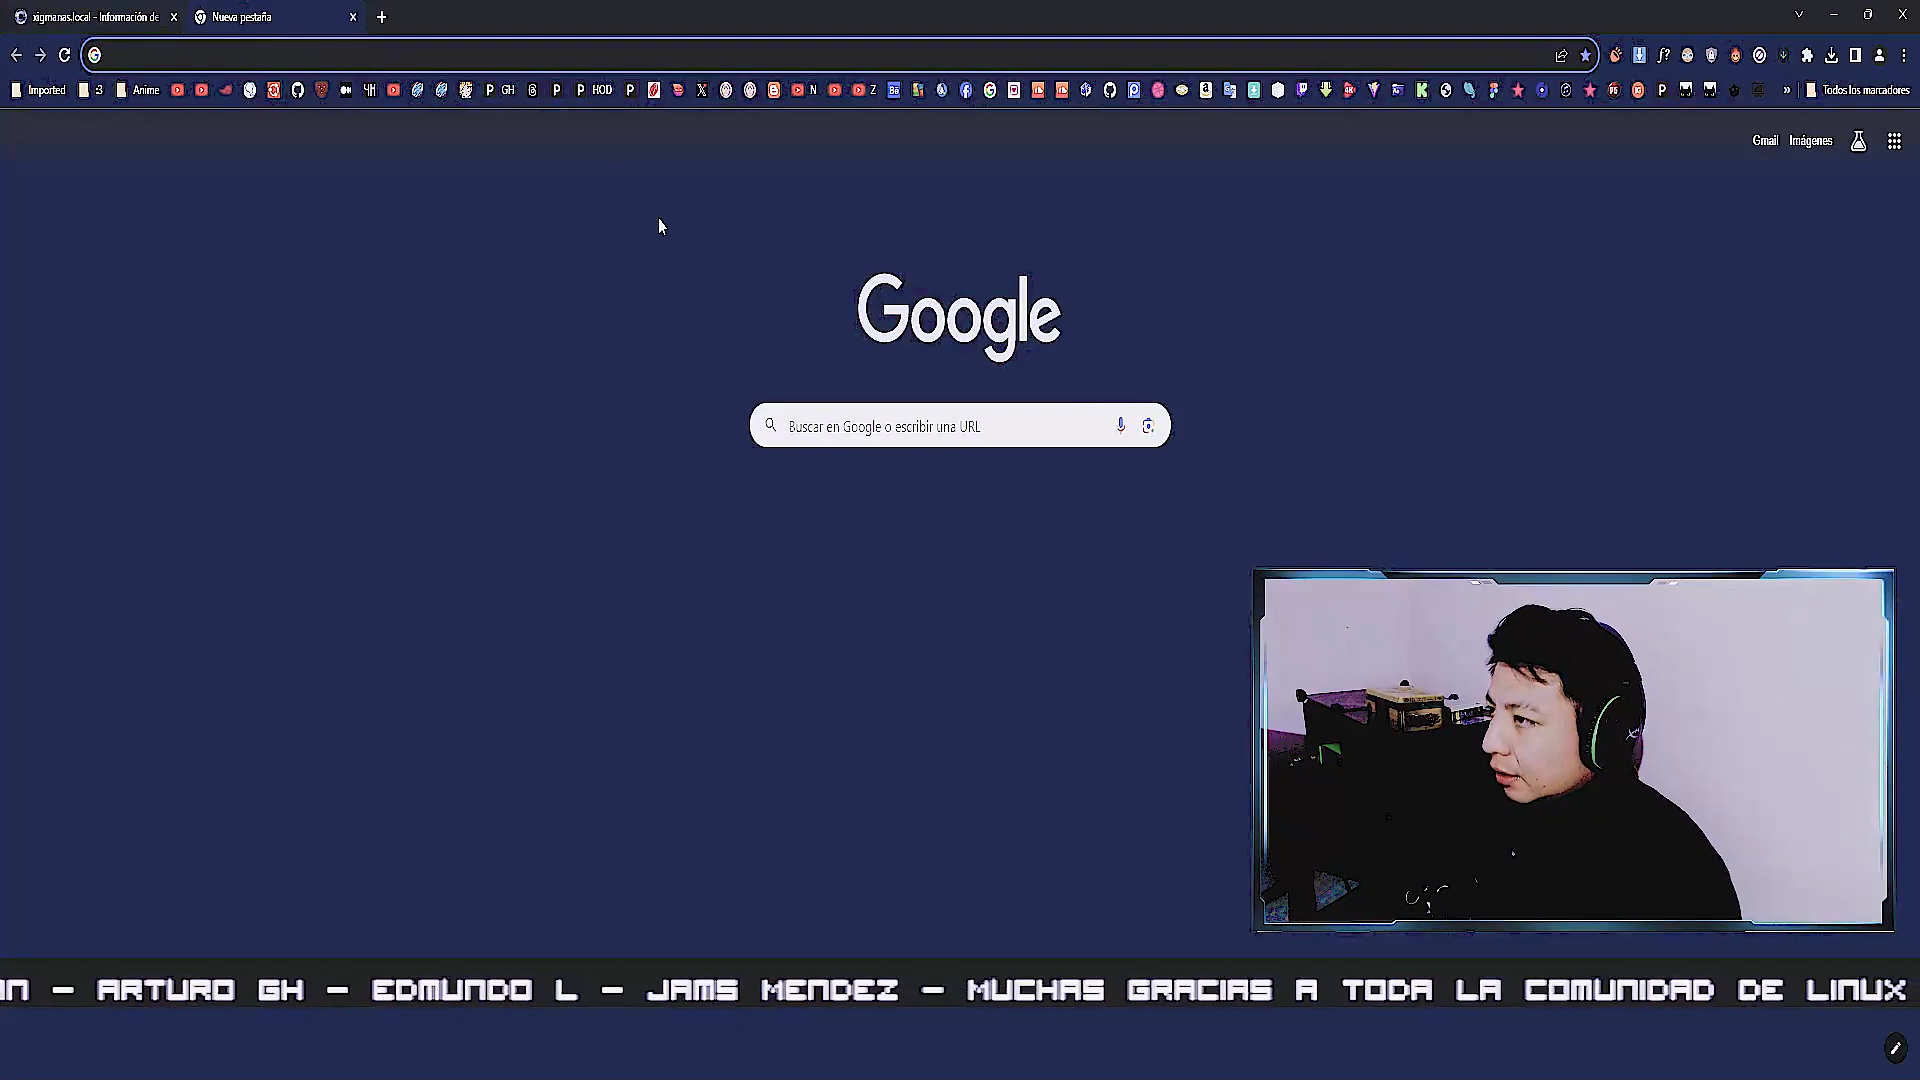 xigmanas.local - Información de
Nueva pestaña
Imported
:3
Anime
GH
HOD
N
Z
Todos los marcadores
Gmail
Imágenes
Google
Buscar en Google o escribir una URL
- ARTURO GH - EDMUNDO L - JAMS MENDEZ - MUCHAS GRACIAS A TODA LA COMUNIDAD DE LINUX